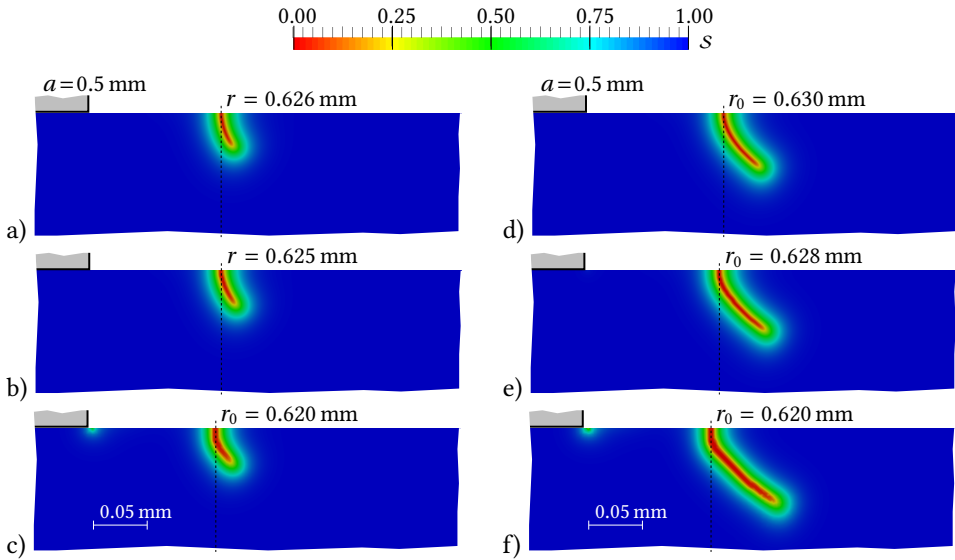 0.00 0.25 0.50 0.75 1.00
s
a = 0.5 mm
r = 0.626 mm
a)
r = 0.625 mm
b)
r₀ = 0.620 mm
0.05 mm
c)
a = 0.5 mm
r₀ = 0.630 mm
d)
r₀ = 0.628 mm
e)
r₀ = 0.620 mm
0.05 mm
f)